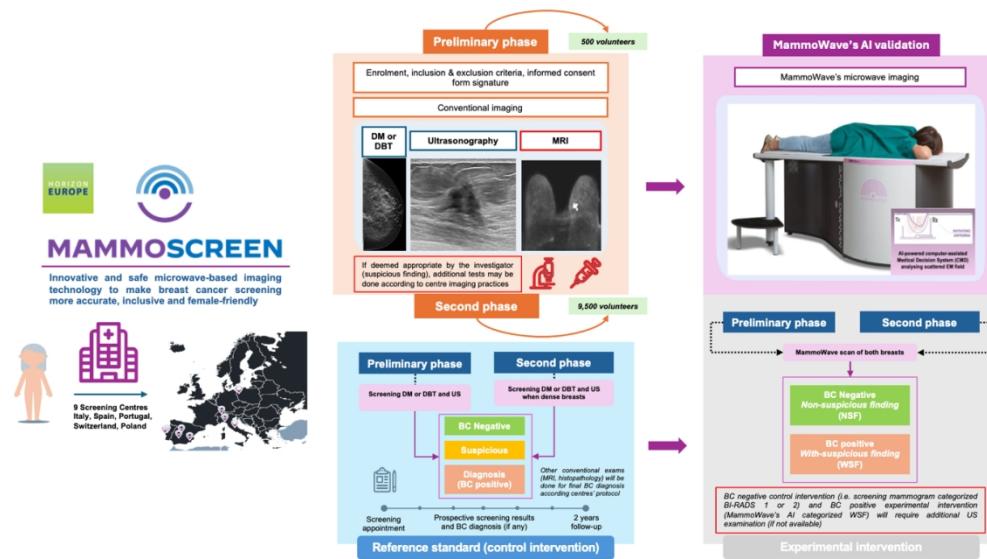 HORIZON
EUROPE
MAMMOSCREEN
Innovative and safe microwave-based imaging
technology to make breast cancer screening
more accurate, inclusive and female-friendly
9 Screening Centres
Italy, Spain, Portugal,
Switzerland, Poland
Preliminary phase
500 volunteers
Enrolment, inclusion & exclusion criteria, informed consent
form signature
Conventional imaging
DM or
DBT
Ultrasonography
MRI
If deemed appropriate by the investigator
(suspicious finding), additional tests may be
done according to centre imaging practices
Second phase
9,500 volunteers
Preliminary phase
Second phase
Screening DM or DBT and US
Screening DM or DBT and US
when dense breasts
BC Negative
Suspicious
Diagnosis
(BC positive)
Other conventional exams
(MRI, histopathology) will be
done for final BC diagnosis
according centres' protocol
Screening
appointment
Prospective screening results
and BC diagnosis (if any)
2 years
follow-up
Reference standard (control intervention)
MammoWave's AI validation
MammoWave's microwave imaging
Tx
Rx
AI-powered computer-assisted
Medical Decision System (CMD)
analysing scattered EM field
Preliminary phase
Second phase
MammoWave scan of both breasts
BC Negative
Non-suspicious finding
(NSF)
BC positive
With-suspicious finding
(WSF)
BC negative control intervention (i.e. screening mammogram categorized
BI-RADS 1 or 2) and BC positive experimental intervention
(MammoWave's AI categorized WSF) will require additional US
examination (if not available)
Experimental intervention